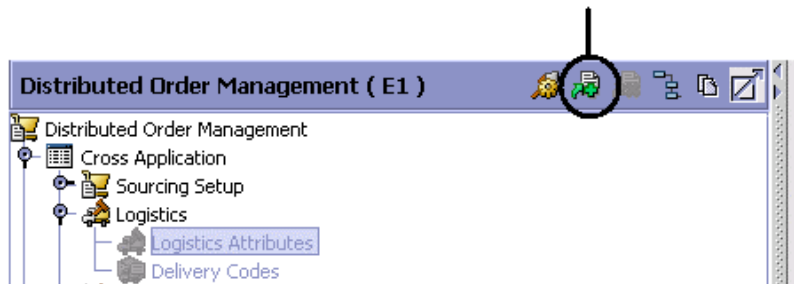 Distributed Order Management ( E1 )
Distributed Order Management
Cross Application
Sourcing Setup
Logistics
Logistics Attributes
Delivery Codes